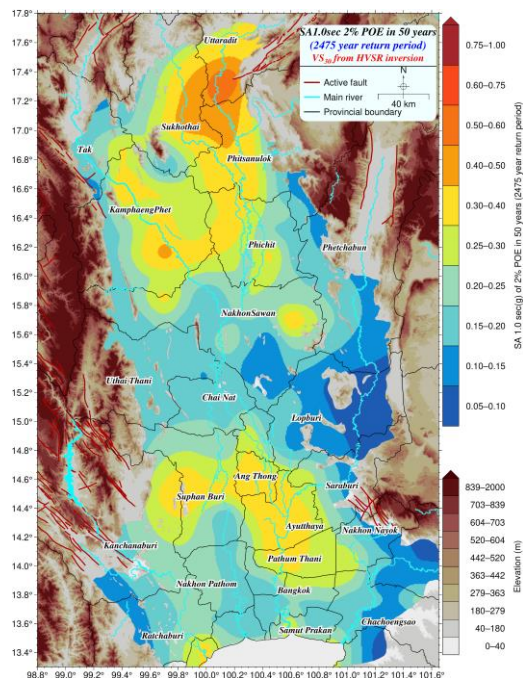 SA1.0sec 2% POE in 50 years
(2475 year return period)
VS30 from HVSR inversion
Active fault
Main river
Provincial boundary
N
40 km
Uttaradit
Sukhothai
Tak
Phitsanulok
KamphaengPhet
Phichit
Phetchabun
NakhonSawan
Uthai Thani
Chai Nat
Lopburi
Ang Thong
Saraburi
Suphan Buri
Ayutthaya
Nakhon Nayok
Kanchanaburi
Pathum Thani
Nakhon Pathom
Bangkok
Ratchaburi
Samut Prakan
Chachoengsao
17.8°
17.6°
17.4°
17.2°
17.0°
16.8°
16.6°
16.4°
16.2°
16.0°
15.8°
15.6°
15.4°
15.2°
15.0°
14.8°
14.6°
14.4°
14.2°
14.0°
13.8°
13.6°
13.4°
98.8° 99.0° 99.2° 99.4° 99.6° 99.8° 100.0° 100.2° 100.4° 100.6° 100.8° 101.0° 101.2° 101.4° 101.6°
0.75–1.00
0.60–0.75
0.50–0.60
0.40–0.50
0.30–0.40
0.25–0.30
0.20–0.25
0.15–0.20
0.10–0.15
0.05–0.10
SA 1.0 sec(g) of 2% POE in 50 years (2475 year return period)
839–2000
703–839
604–703
520–604
442–520
363–442
279–363
180–279
40–180
0–40
Elevation (m)